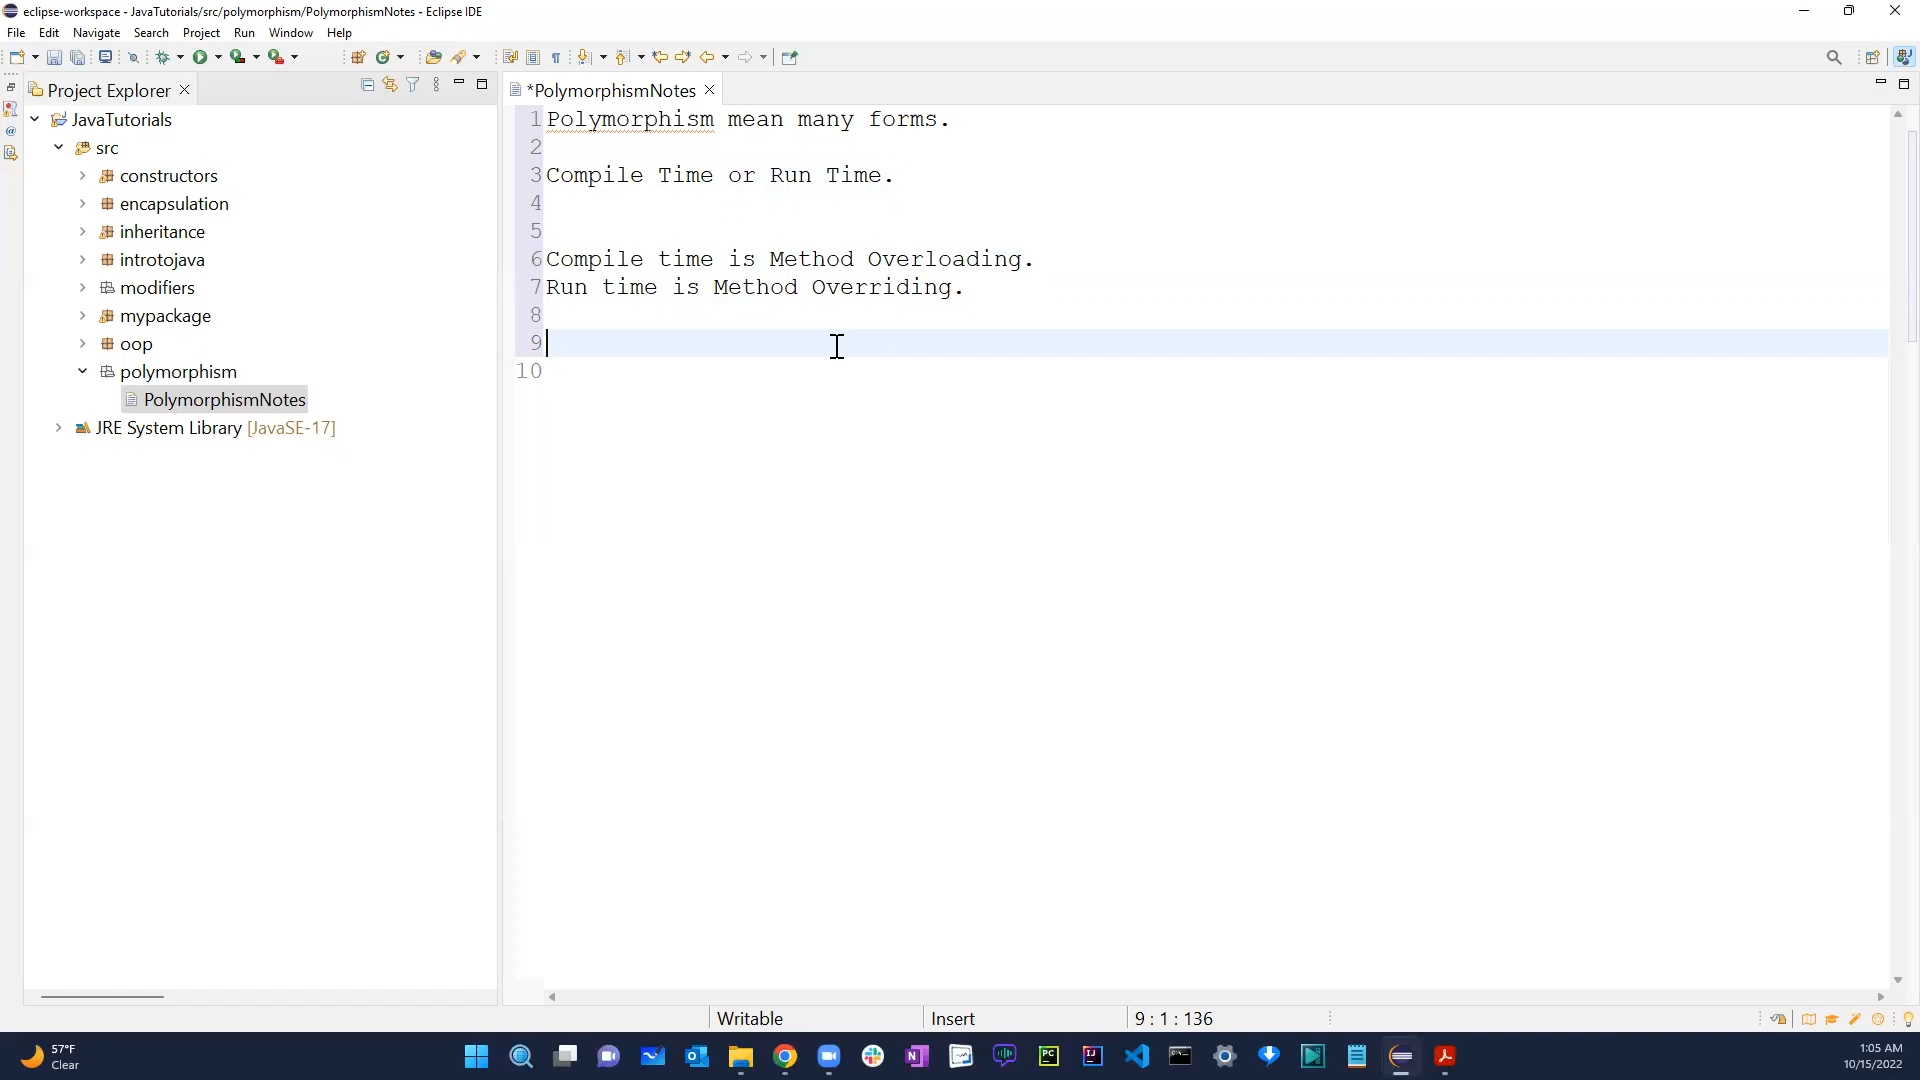 eclipse-workspace - JavaTutorials/src/polymorphism/PolymorphismNotes - Eclipse IDE
File Edit Navigate Search Project Run Window Help
Project Explorer
*PolymorphismNotes
JavaTutorials
src
constructors
encapsulation
inheritance
introtojava
modifiers
mypackage
oop
polymorphism
PolymorphismNotes
JRE System Library [JavaSE-17]
1 Polymorphism mean many forms.
2
3 Compile Time or Run Time.
4
5
6 Compile time is Method Overloading.
7 Run time is Method Overriding.
8
9
10
Writable Insert 9 : 1 : 136
57°F
Clear
1:05 AM
10/15/2022